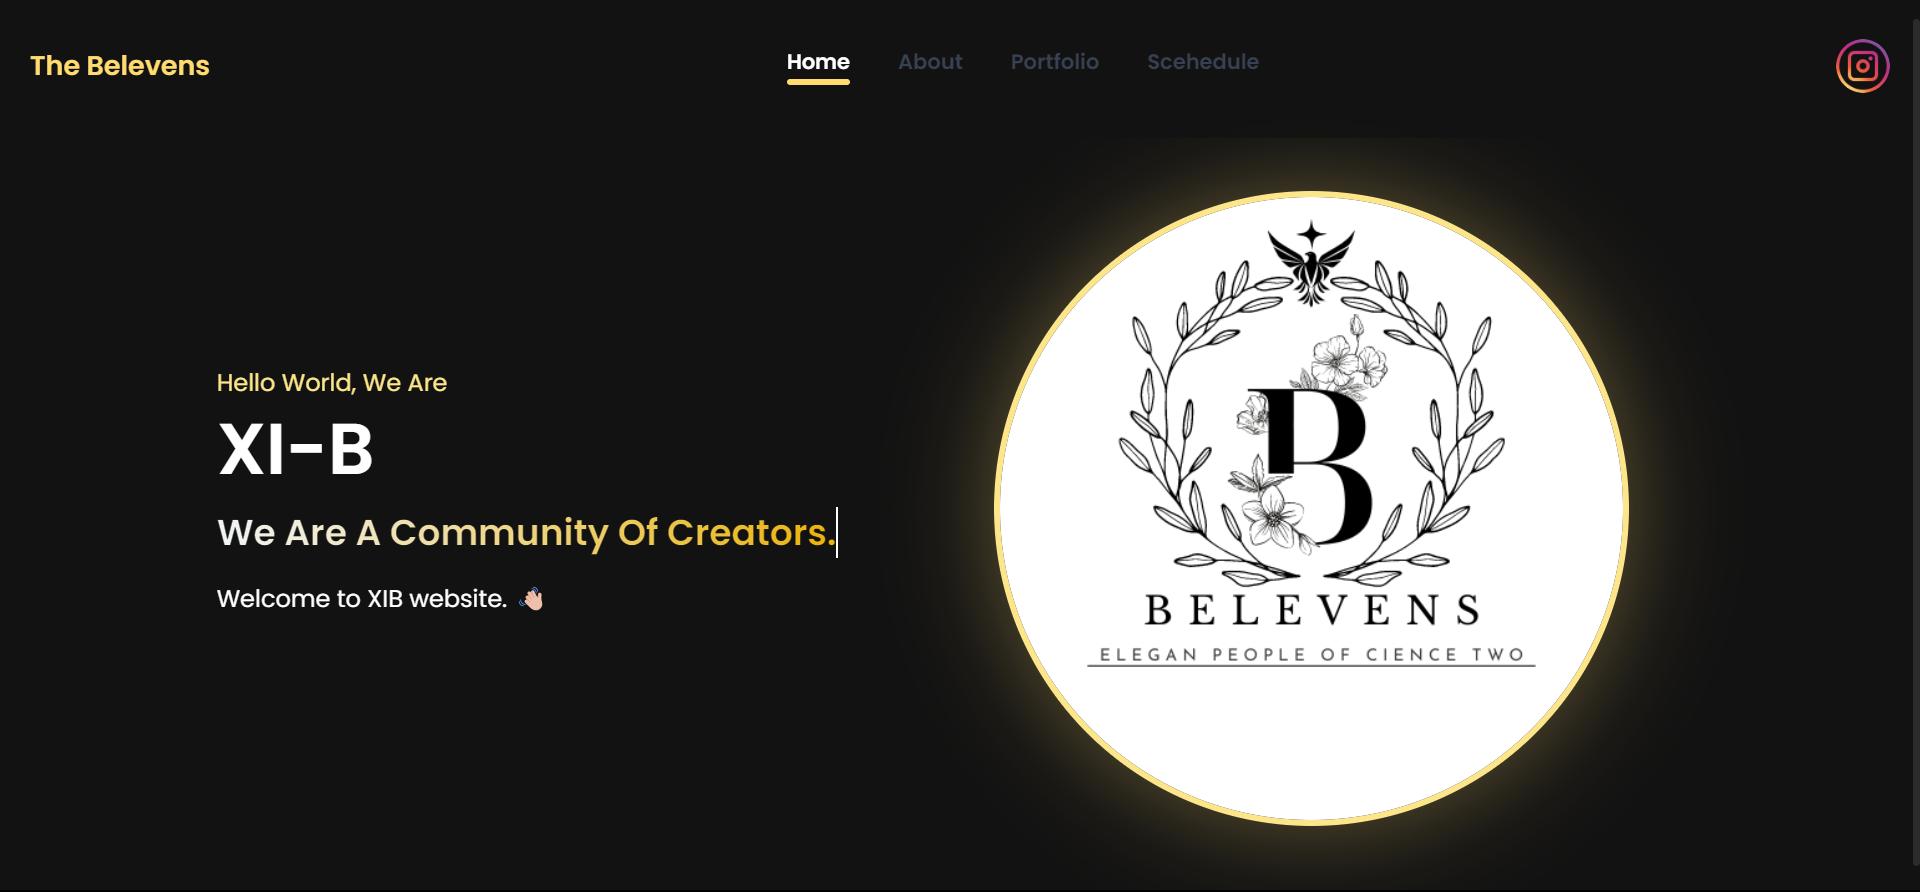 The Belevens
Home About Portfolio Scehedule
Hello World, We Are
XI-B
We Are A Community Of Creators.
Welcome to XIB website. 👋🏻
B
BELEVENS
ELEGAN PEOPLE OF CIENCE TWO